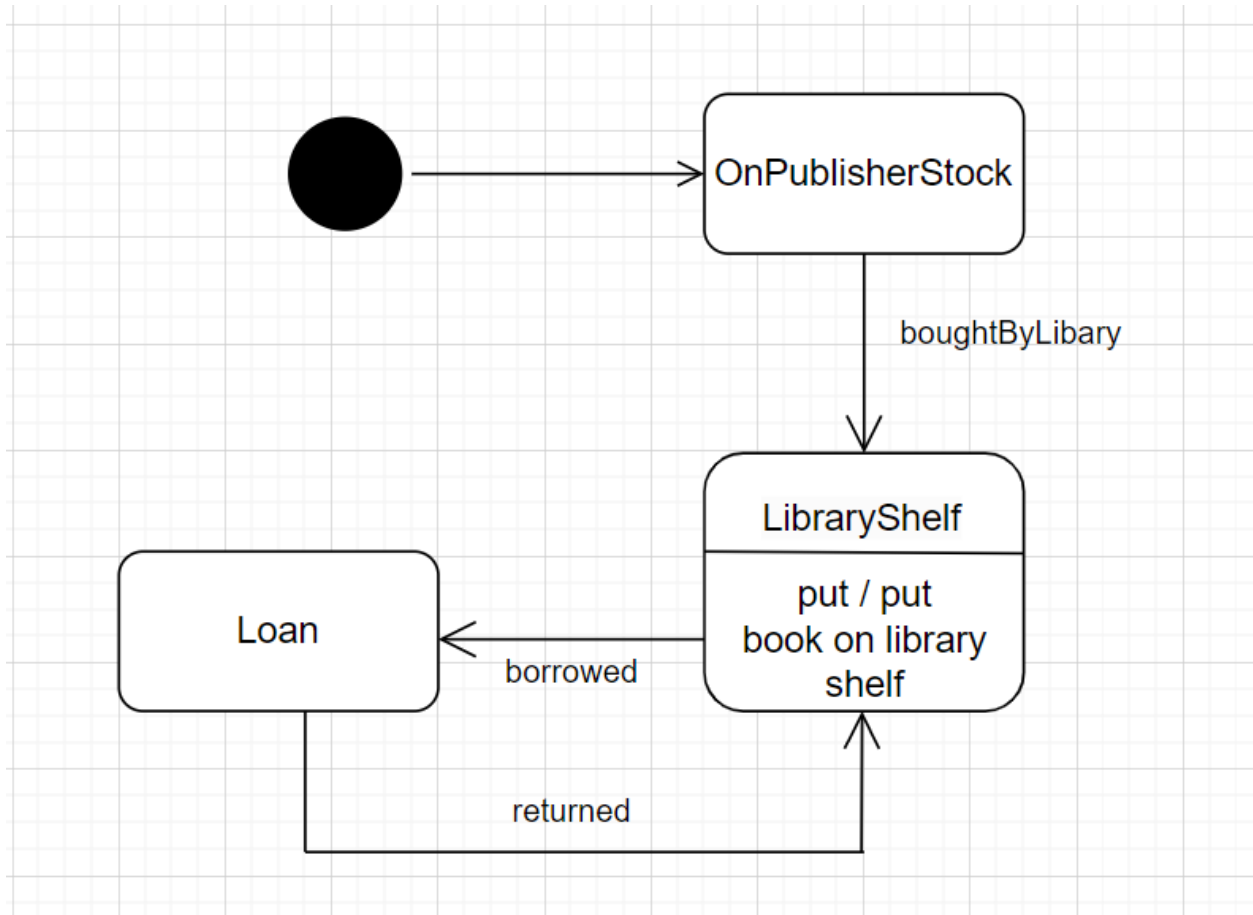 OnPublisherStock
boughtByLibary
LibraryShelf
put / put
book on library
shelf
Loan
borrowed
returned